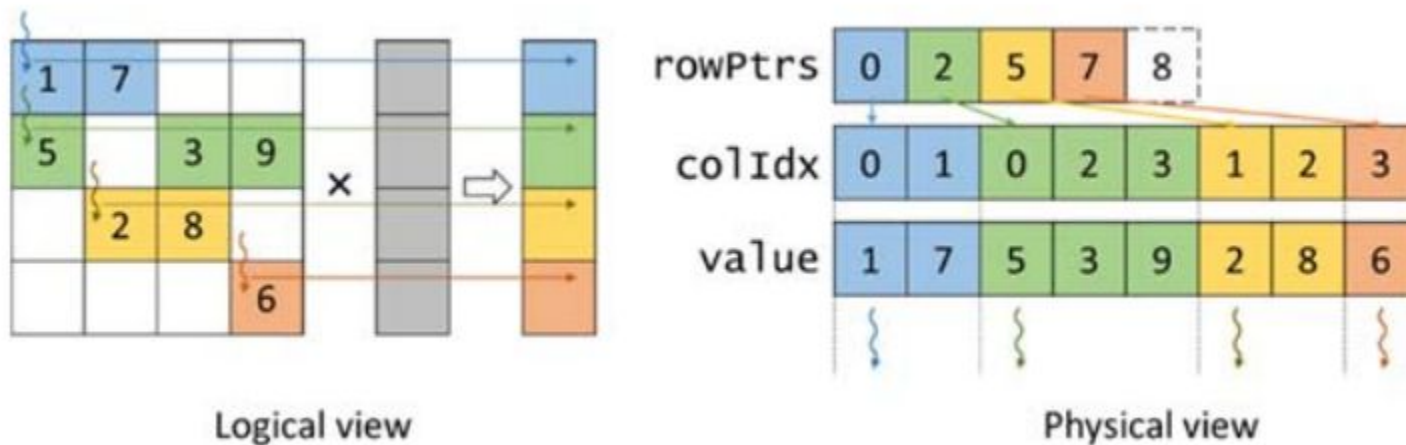 1 7
5 3 9
2 8
6
×
Logical view
rowPtrs 0 2 5 7 8
colIdx 0 1 0 2 3 1 2 3
value 1 7 5 3 9 2 8 6
Physical view